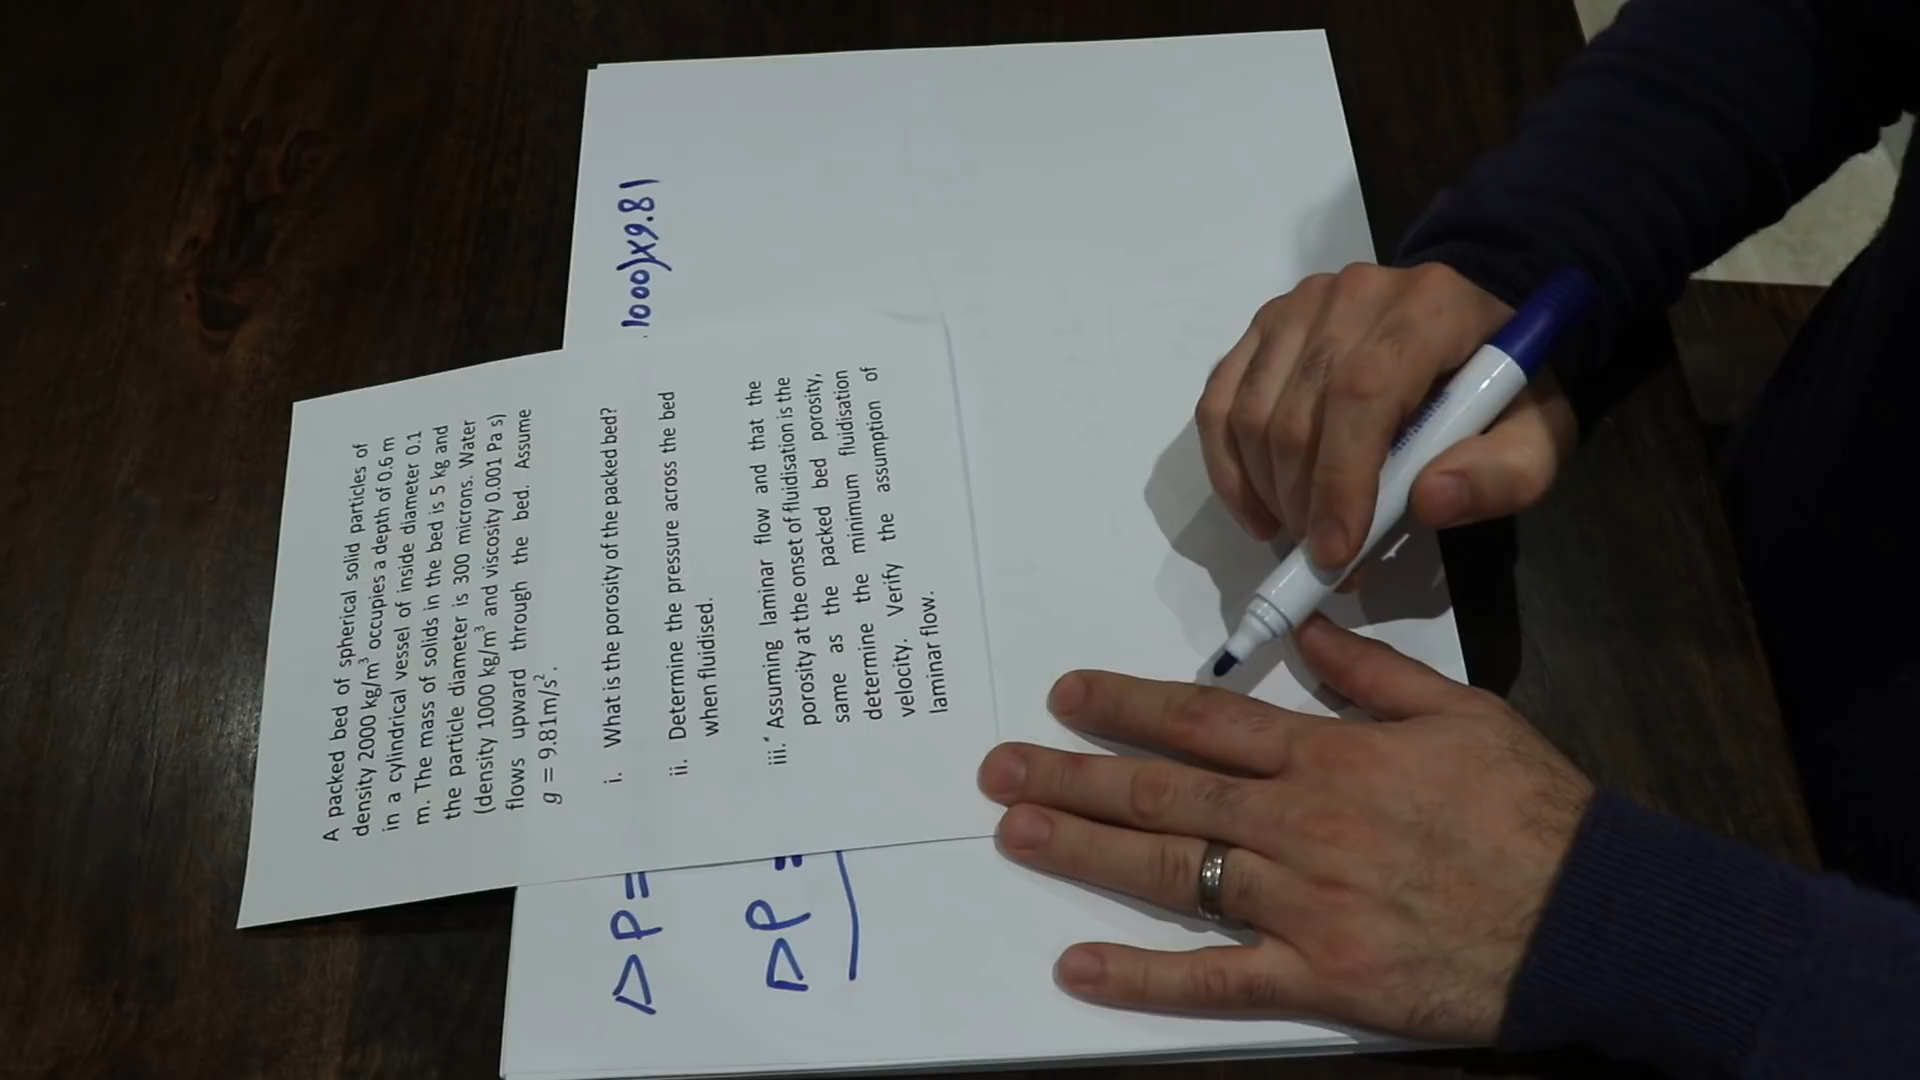 A packed bed of spherical solid particles of
density 2000 kg/m³ occupies a depth of 0.6 m
in a cylindrical vessel of inside diameter 0.1
m. The mass of solids in the bed is 5 kg and
the particle diameter is 300 microns. Water
(density 1000 kg/m³ and viscosity 0.001 Pa s)
flows upward through the bed. Assume
g = 9.81m/s².
i. What is the porosity of the packed bed?
ii. Determine the pressure across the bed
when fluidised.
iii. Assuming laminar flow and that the
porosity at the onset of fluidisation is the
same as the packed bed porosity,
determine the minimum fluidisation
velocity. Verify the assumption of
laminar flow.
ΔP= 1000)x9.81
ΔP =